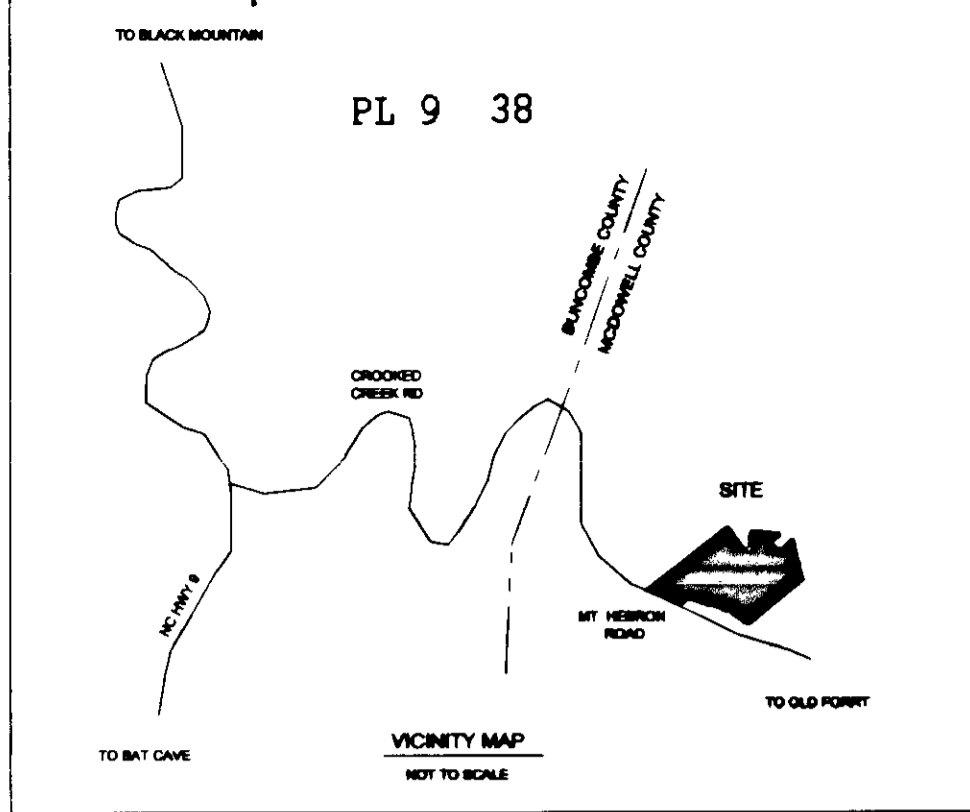 TO BLACK MOUNTAIN
PL 9 38
BUNCOMBE COUNTY
MCDOWELL COUNTY
CROOKED
CREEK RD
SITE
NC HWY 9
MT HEBRON
ROAD
TO OLD FORRT
TO BAT CAVE
VICINITY MAP
NOT TO SCALE